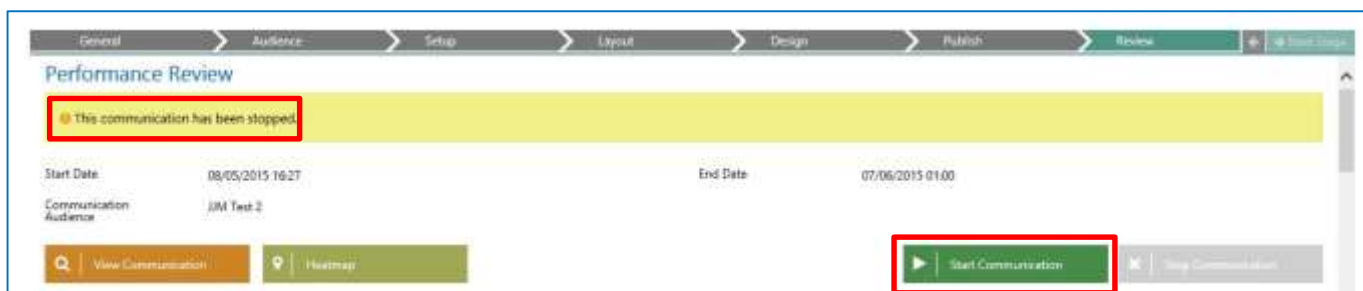 General Audience Setup Layout Design Publish Review
Performance Review
This communication has been stopped.
Start Date 08/05/2015 16:27 End Date 07/06/2015 01:00
Communication Audience JJM Test 2
View Communication Heatmap Start Communication Stop Communication